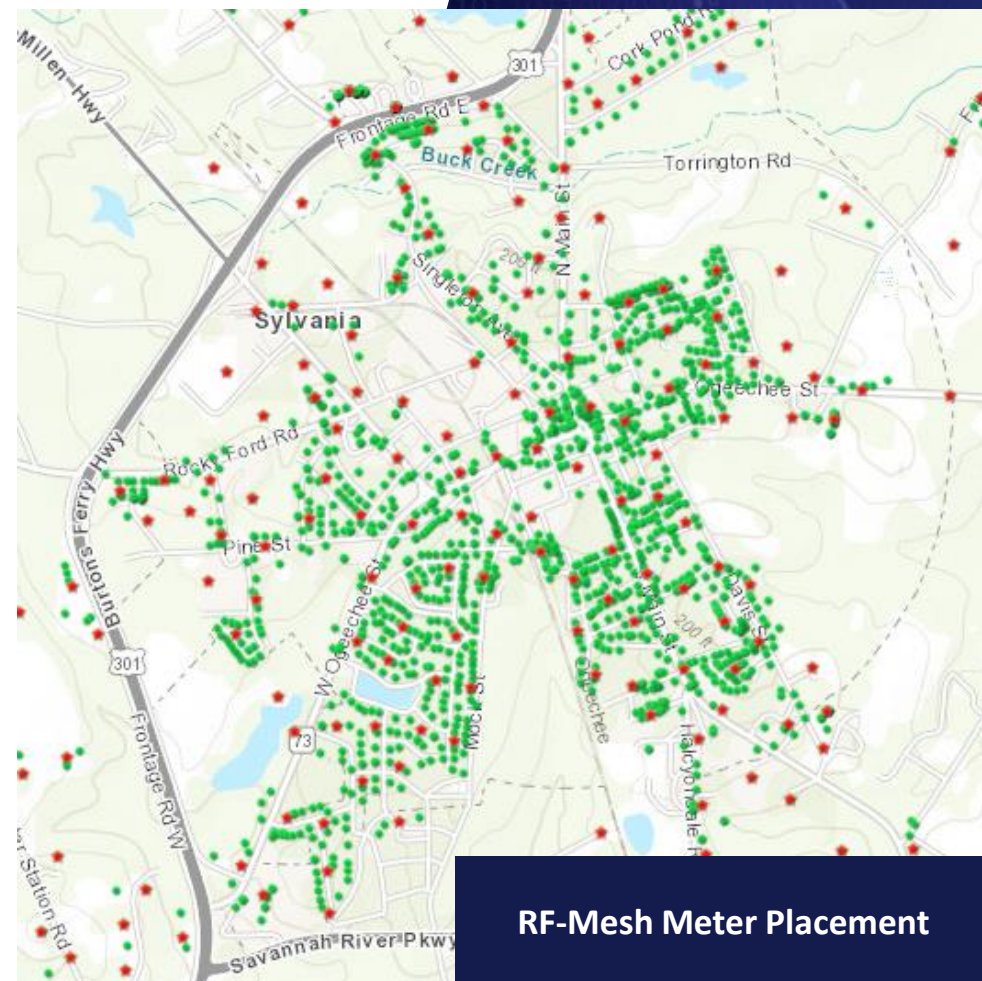 Millen Hwy
301
Cork Pond
Frontage Rd E
Buck Creek
Torrington Rd
N Main St
200 ft
Singleton Ave
Sylvania
Ogeechee St
Rocky Ford Rd
Burtons Ferry Hwy
Pine St
W Ogeechee St
Davis St
Main St
200 ft
301
Ogeechee
Mock St
73
Halcyondale R
Frontage Rd W
Station Rd
Savannah River Pkwy
RF-Mesh Meter Placement